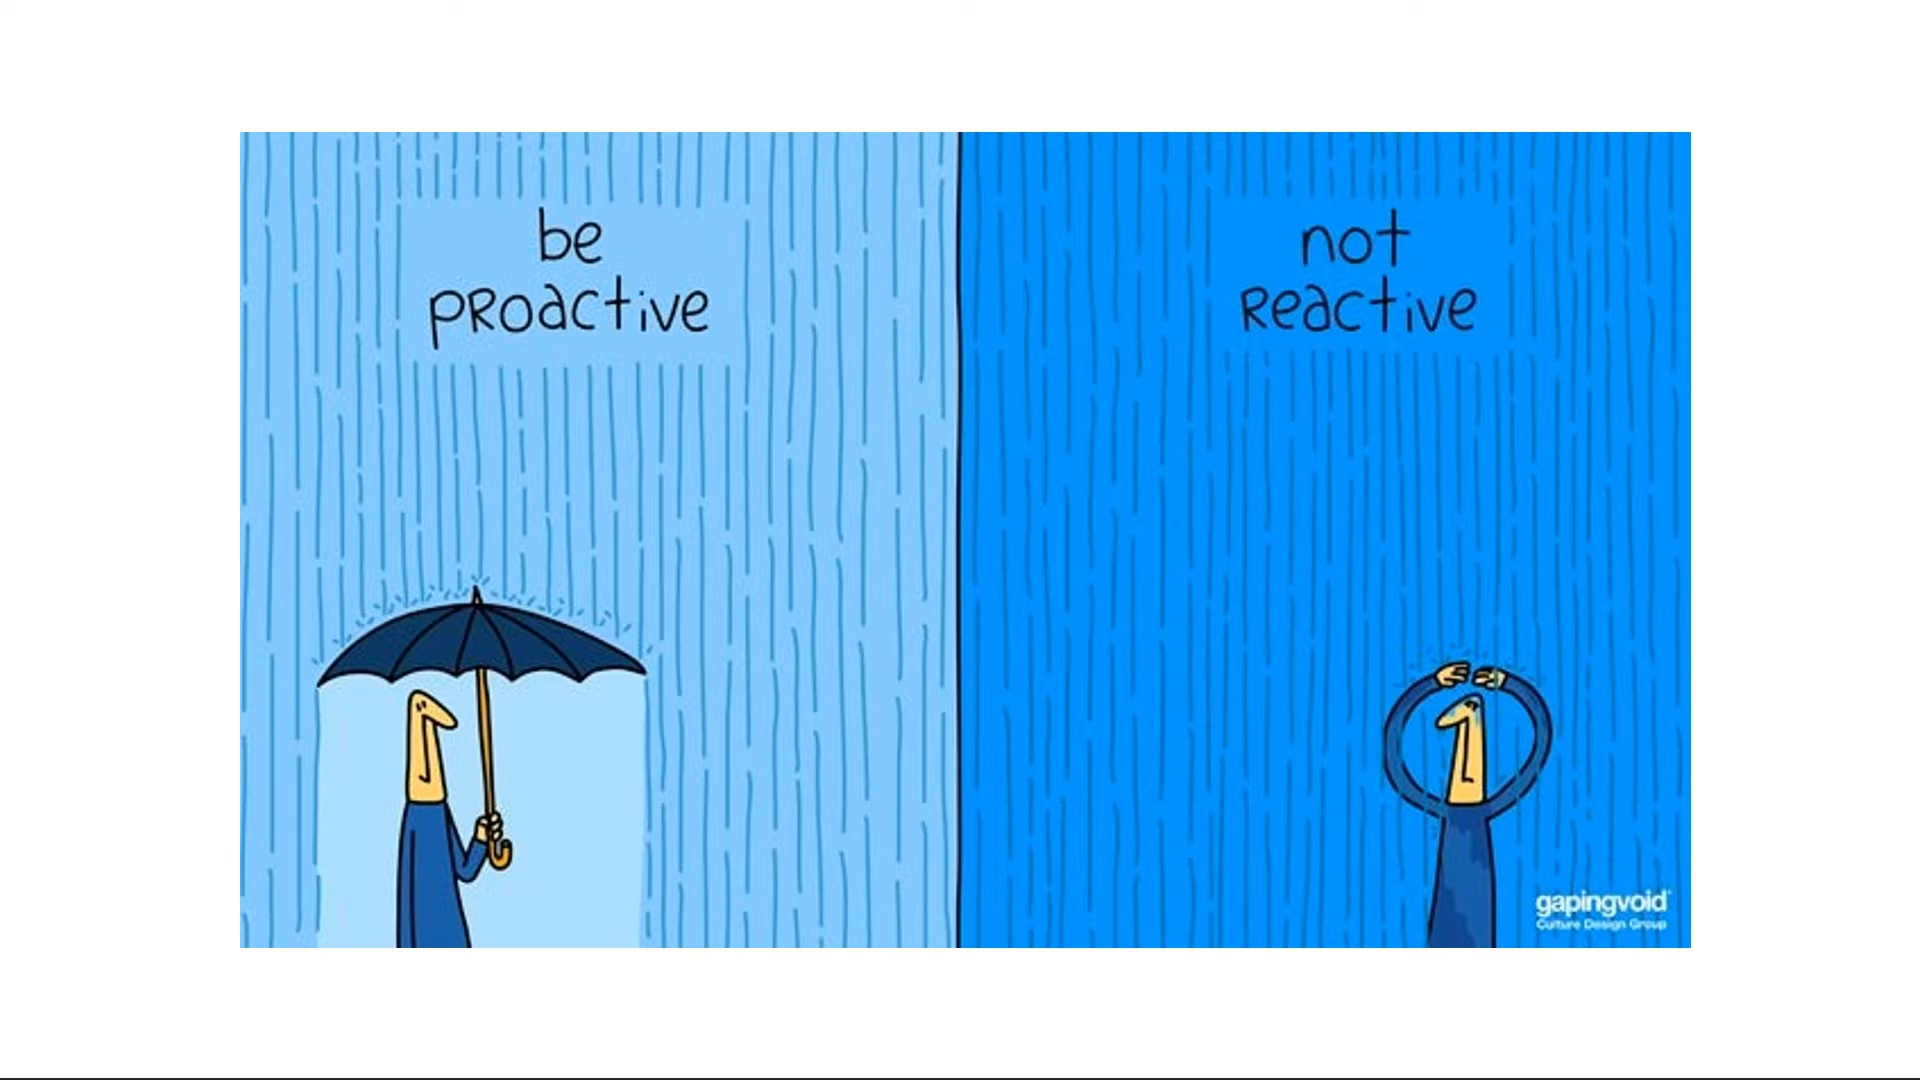 be
proactive
not
Reactive
gapingvoid
Culture Design Group